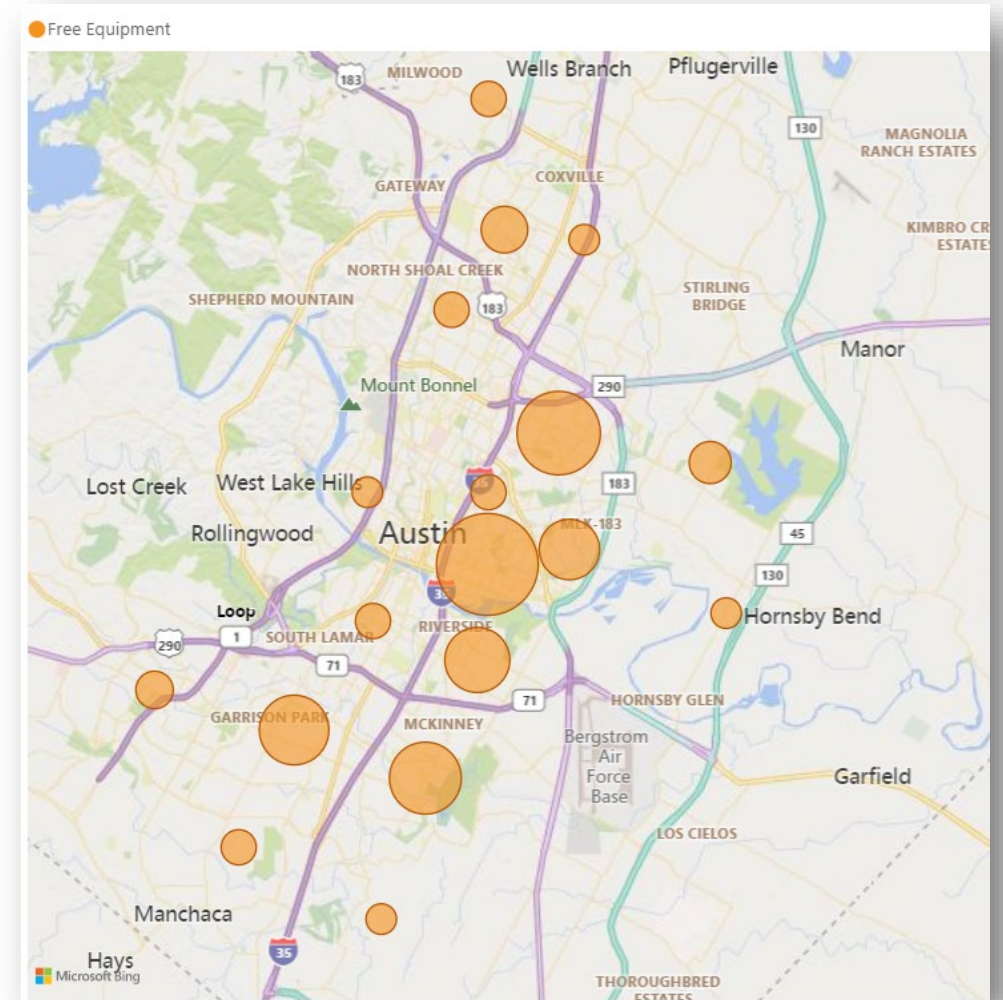 Free Equipment
183
MILWOOD
Wells Branch
Pflugerville
130
MAGNOLIA
RANCH ESTATES
GATEWAY
COXVILLE
KIMBRO CR
ESTATES
NORTH SHOAL CREEK
SHEPHERD MOUNTAIN
183
STIRLING
BRIDGE
Manor
Mount Bonnel
290
Lost Creek
West Lake Hills
35
183
Rollingwood
Austin
MLK-183
45
130
35
Loop
1
290
SOUTH LAMAR
RIVERSIDE
Hornsby Bend
71
71
HORNSBY GLEN
GARRISON PARK
MCKINNEY
Bergstrom
Air
Force
Base
Garfield
LOS CIELOS
Manchaca
35
Hays
Microsoft Bing
THOROUGHBRED
ESTATES